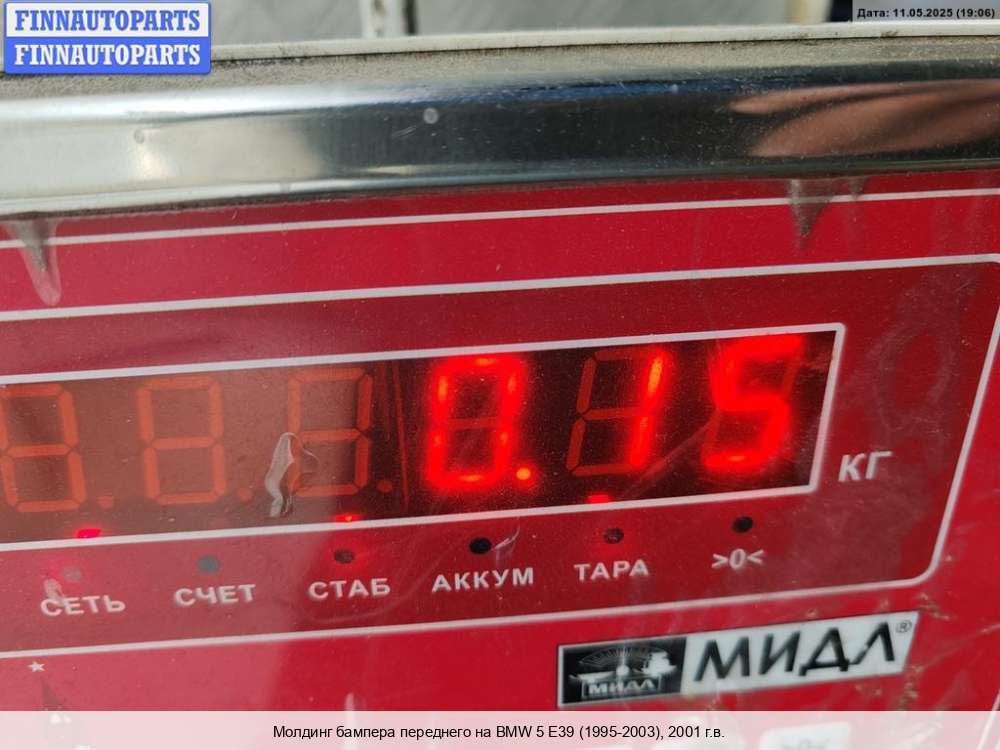 FINNAUTOPARTS
FINNAUTOPARTS
Дата: 11.05.2025 (19:06)
0.15
КГ
СЕТЬ СЧЕТ СТАБ АККУМ ТАРА >0<
МИДЛ МИДЛ®
Молдинг бампера переднего на BMW 5 E39 (1995-2003), 2001 г.в.